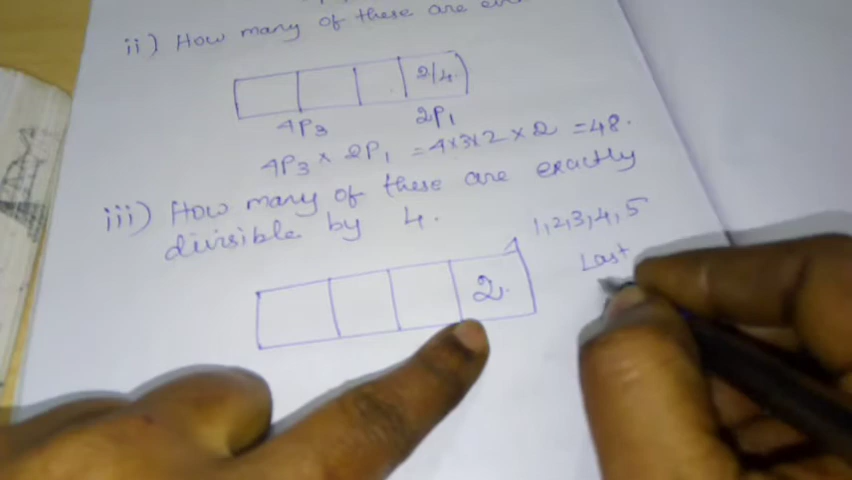 ii) How many of these are even
2/4.
4P3 2P1
4P3 × 2P1 = 4×3×2 × 2 = 48.
iii) How many of these are exactly
divisible by 4.
1,2,3,4,5
Last
2.